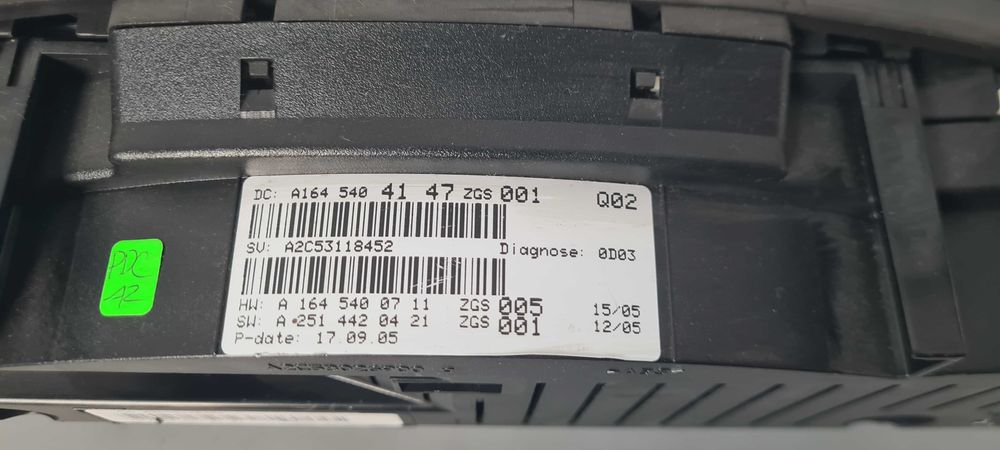 DC: A164 540 41 47 ZGS 001 Q02
SV: A2C53118452 Diagnose: 0D03
HW: A 164 540 07 11 ZGS 005 15/05
SW: A 251 442 04 21 ZGS 001 12/05
P-date: 17.09.05
PDC
AZ